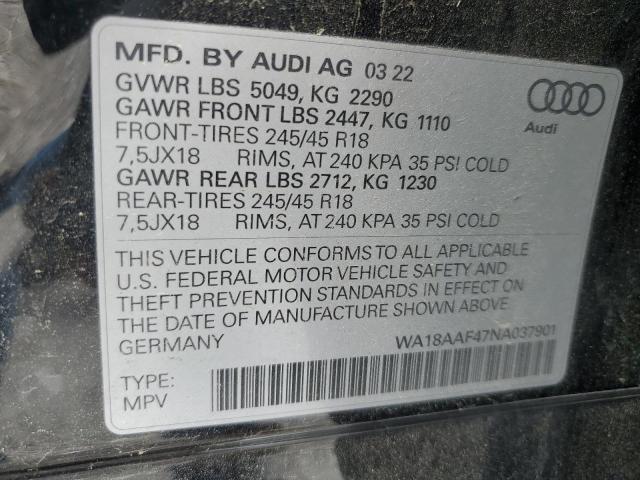 MFD. BY AUDI AG 03 22
GVWR LBS 5049, KG 2290
GAWR FRONT LBS 2447, KG 1110
FRONT-TIRES 245/45 R18
7,5JX18 RIMS, AT 240 KPA 35 PSI COLD
GAWR REAR LBS 2712, KG 1230
REAR-TIRES 245/45 R18
7,5JX18 RIMS, AT 240 KPA 35 PSI COLD
Audi
THIS VEHICLE CONFORMS TO ALL APPLICABLE
U.S. FEDERAL MOTOR VEHICLE SAFETY AND
THEFT PREVENTION STANDARDS IN EFFECT ON
THE DATE OF MANUFACTURE SHOWN ABOVE
GERMANY WA18AAF47NA037901
TYPE:
MPV